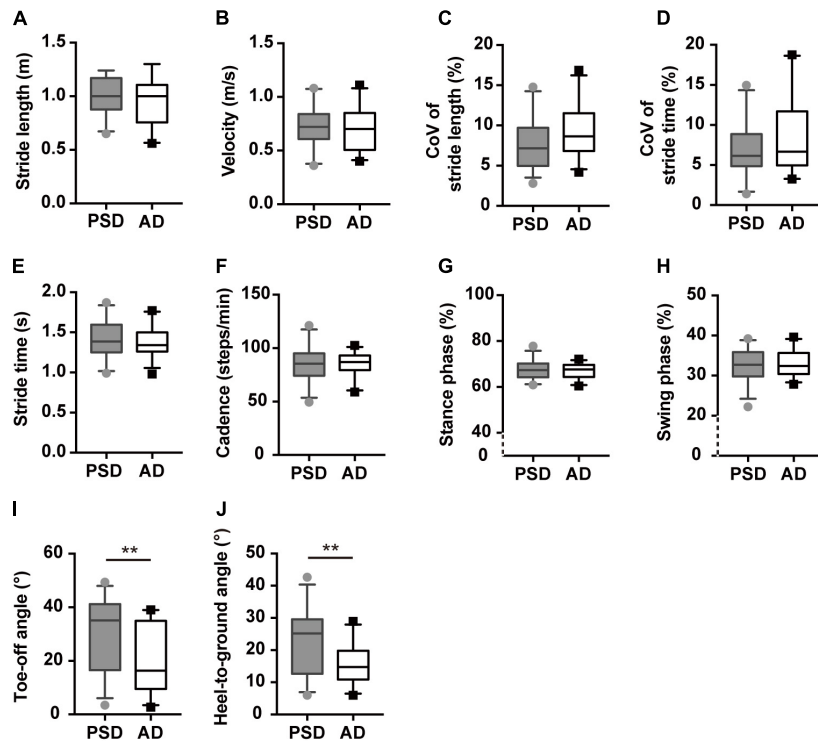 A
Stride length (m)
1.5
1.0
0.5
0.0
PSD AD
B
Velocity (m/s)
1.5
1.0
0.5
0.0
PSD AD
C
CoV of
stride length (%)
20
15
10
5
0
PSD AD
D
CoV of
stride time (%)
20
15
10
5
0
PSD AD
E
Stride time (s)
2.0
1.5
1.0
0.5
0.0
PSD AD
F
Cadence (steps/min)
150
100
50
0
PSD AD
G
Stance phase (%)
100
80
60
40
0
PSD AD
H
Swing phase (%)
50
40
30
20
0
PSD AD
I
Toe-off angle (°)
60
40
20
0
**
PSD AD
J
Heel-to-ground angle (°)
50
40
30
20
10
0
**
PSD AD